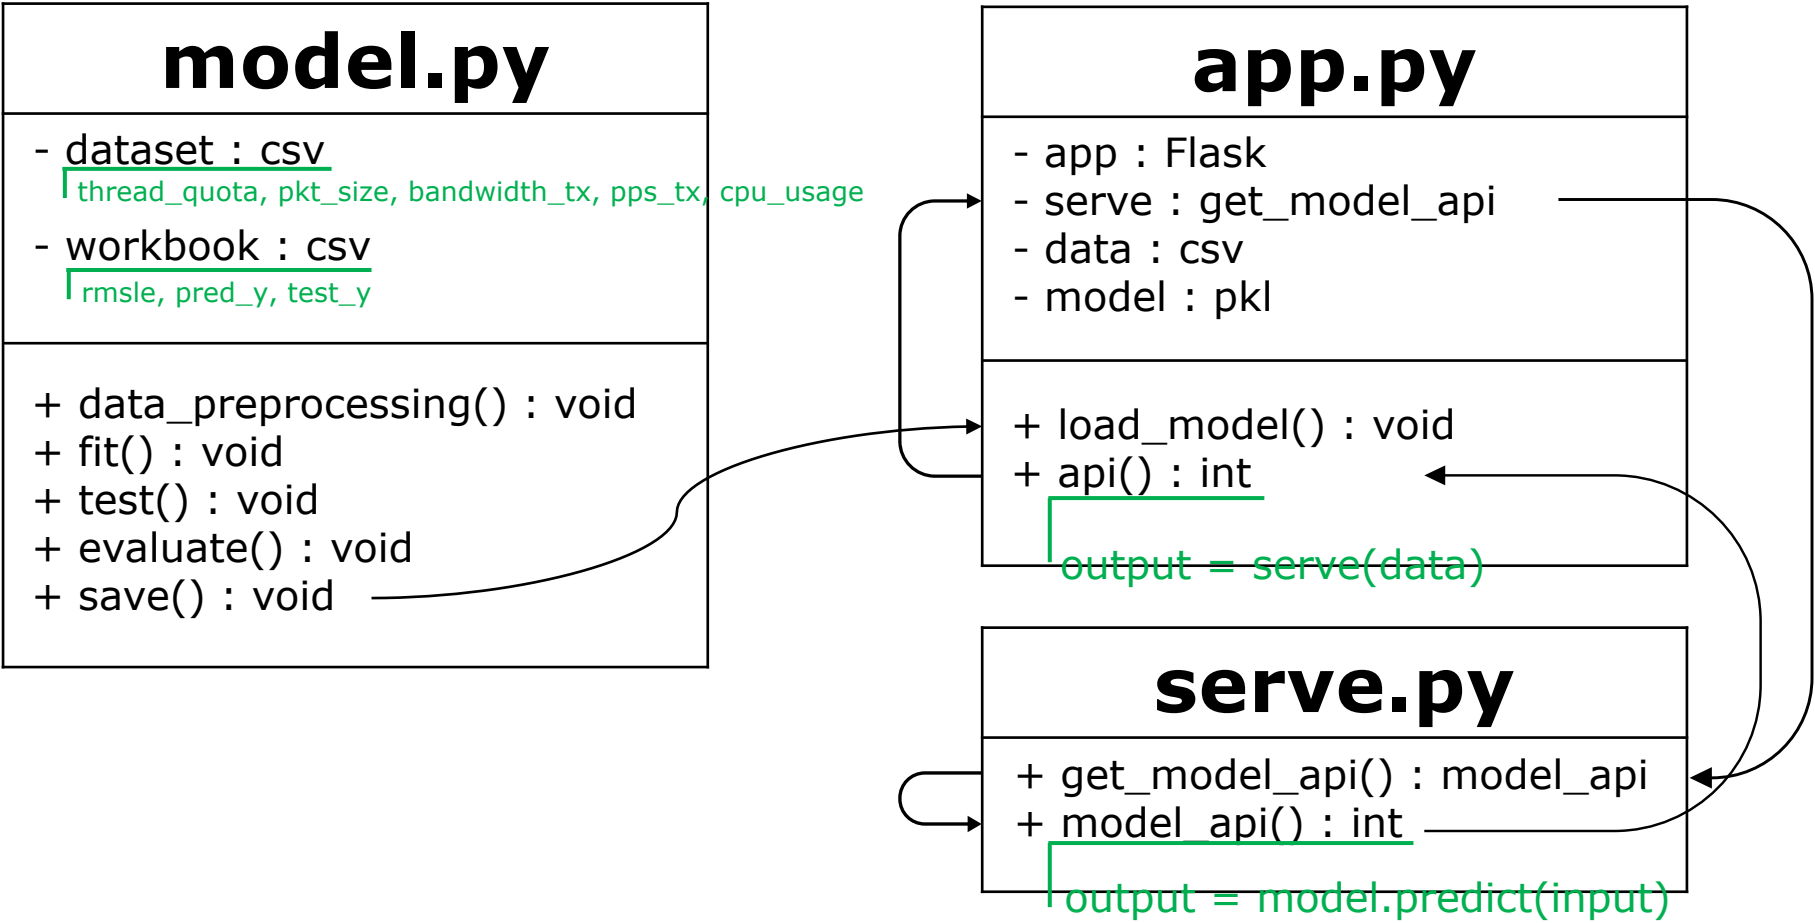 model.py
- dataset : csv
thread_quota, pkt_size, bandwidth_tx, pps_tx, cpu_usage
- workbook : csv
rmsle, pred_y, test_y
+ data_preprocessing() : void
+ fit() : void
+ test() : void
+ evaluate() : void
+ save() : void
app.py
- app : Flask
- serve : get_model_api
- data : csv
- model : pkl
+ load_model() : void
+ api() : int
output = serve(data)
serve.py
+ get_model_api() : model_api
+ model_api() : int
output = model.predict(input)